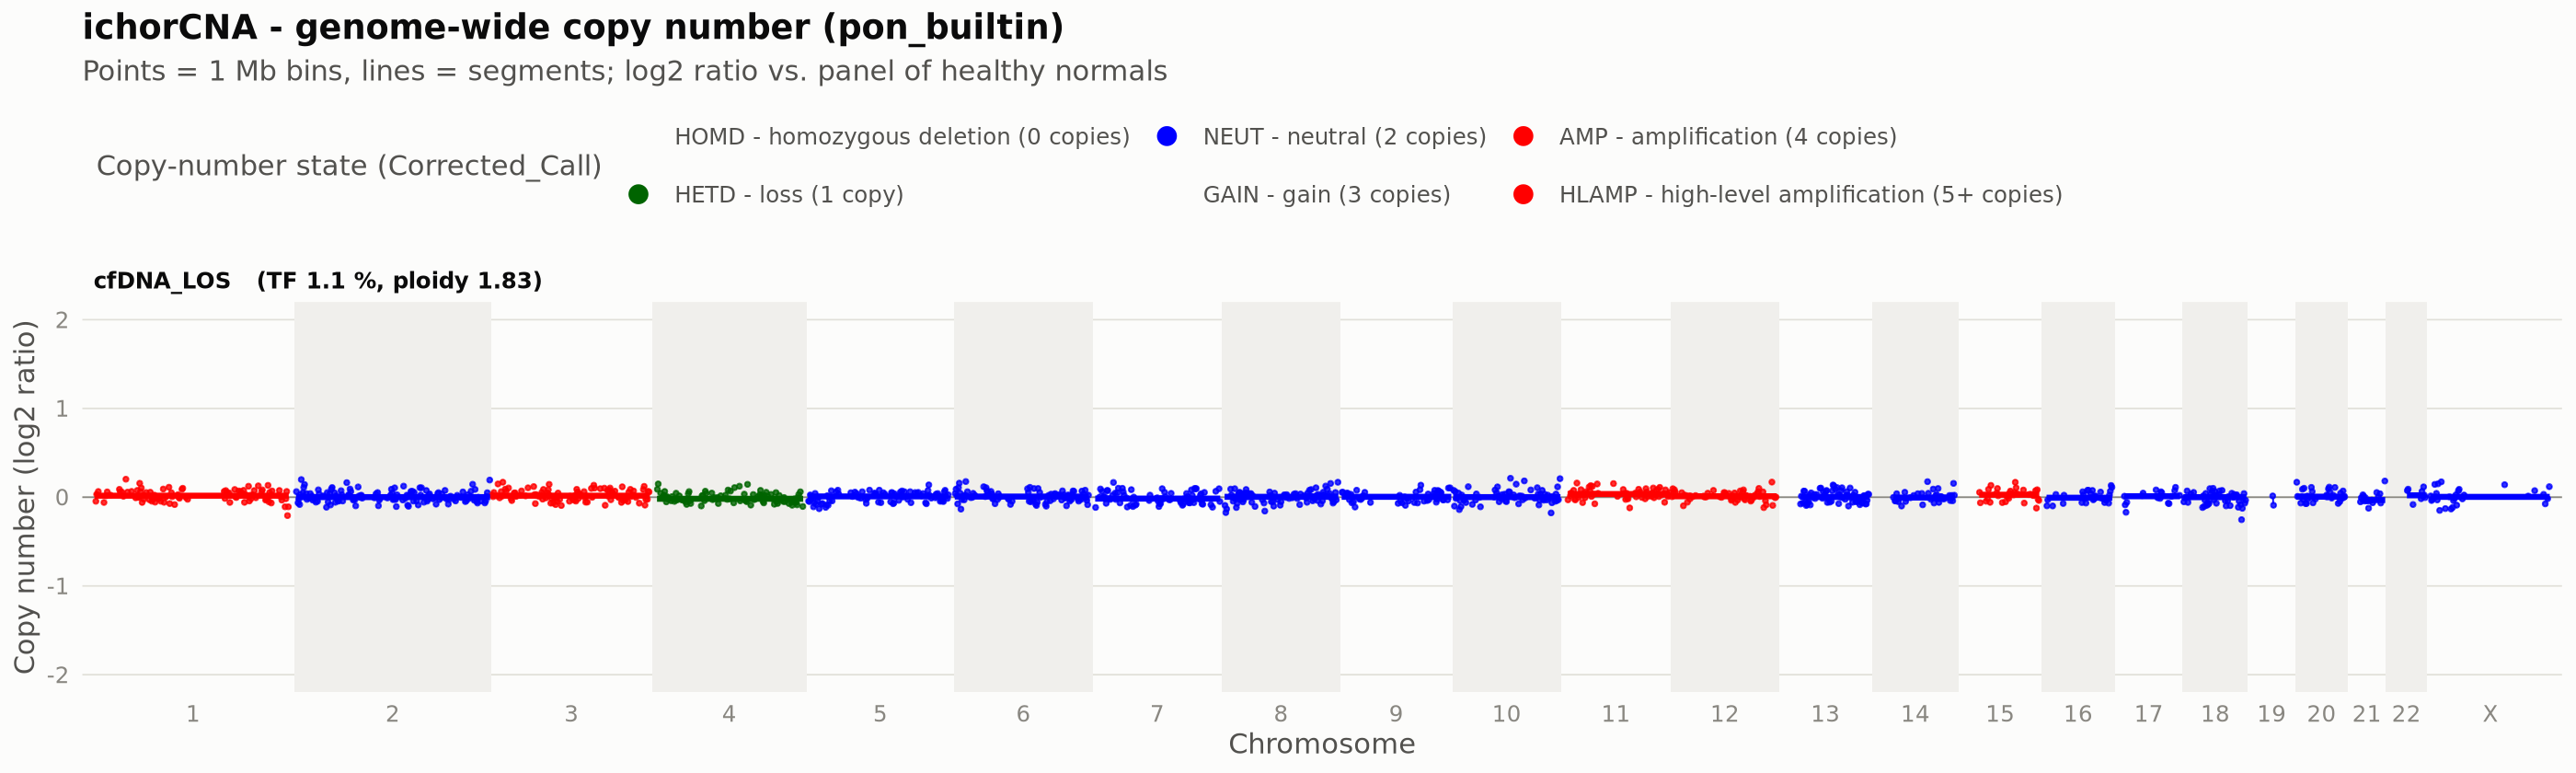 ichorCNA - genome-wide copy number (pon_builtin)
Points = 1 Mb bins, lines = segments; log2 ratio vs. panel of healthy normals
Copy-number state (Corrected_Call)
HOMD - homozygous deletion (0 copies)
NEUT - neutral (2 copies)
AMP - amplification (4 copies)
HETD - loss (1 copy)
GAIN - gain (3 copies)
HLAMP - high-level amplification (5+ copies)
cfDNA_LOS (TF 1.1 %, ploidy 1.83)
Copy number (log2 ratio)
2
1
0
-1
-2
1 2 3 4 5 6 7 8 9 10 11 12 13 14 15 16 17 18 19 20 21 22 X
Chromosome